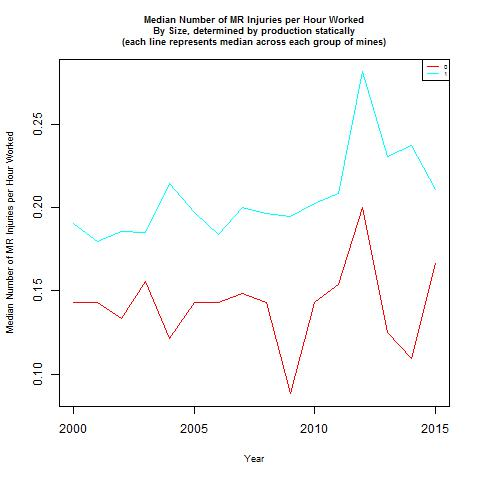 Median Number of MR Injuries per Hour Worked
By Size, determined by production statically
(each line represents median across each group of mines)
0
1
Median Number of MR Injuries per Hour Worked
0.25
0.20
0.15
0.10
2000
2005
2010
2015
Year